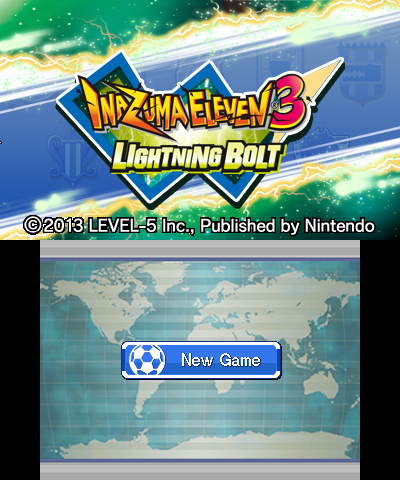 INAZUMA ELEVEN® 3
LIGHTNING BOLT
© 2013 LEVEL-5 Inc., Published by Nintendo
New Game